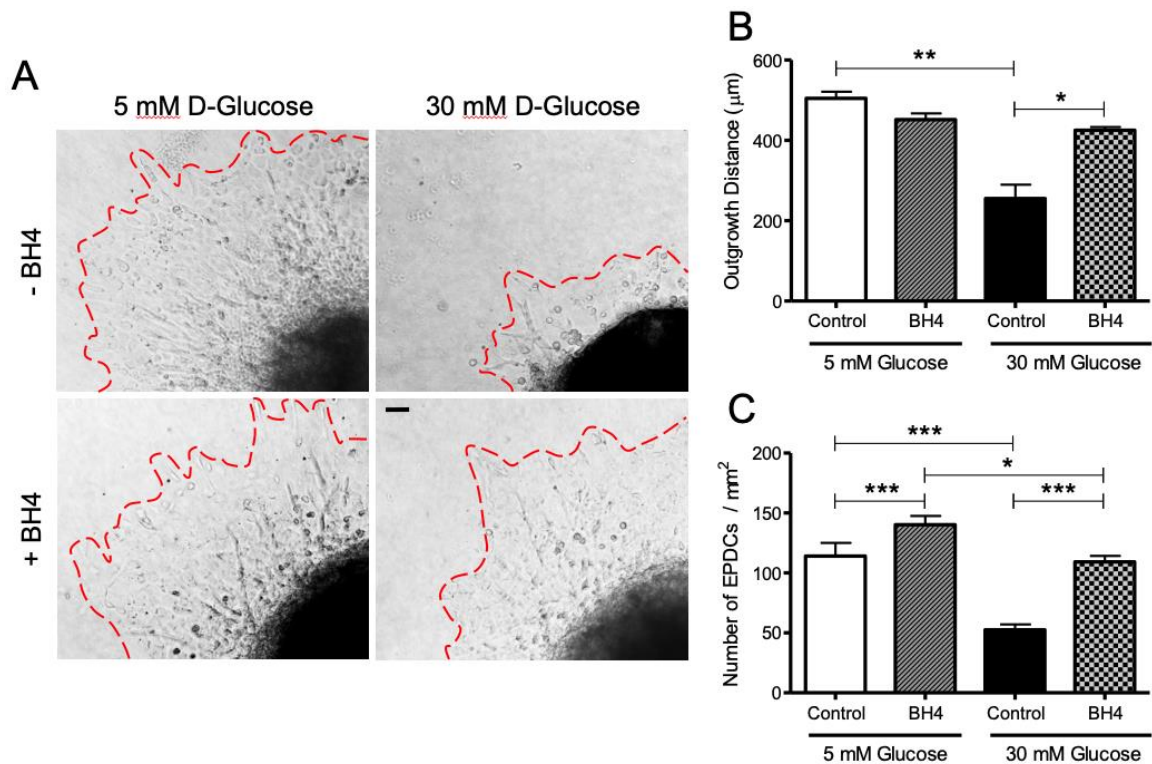 A
5 mM D-Glucose
30 mM D-Glucose
- BH4
+ BH4
B
Outgrowth Distance (μm)
600
400
200
0
**
*
Control
BH4
Control
BH4
5 mM Glucose
30 mM Glucose
C
Number of EPDCs / mm²
200
150
100
50
0
***
*
***
***
Control
BH4
Control
BH4
5 mM Glucose
30 mM Glucose